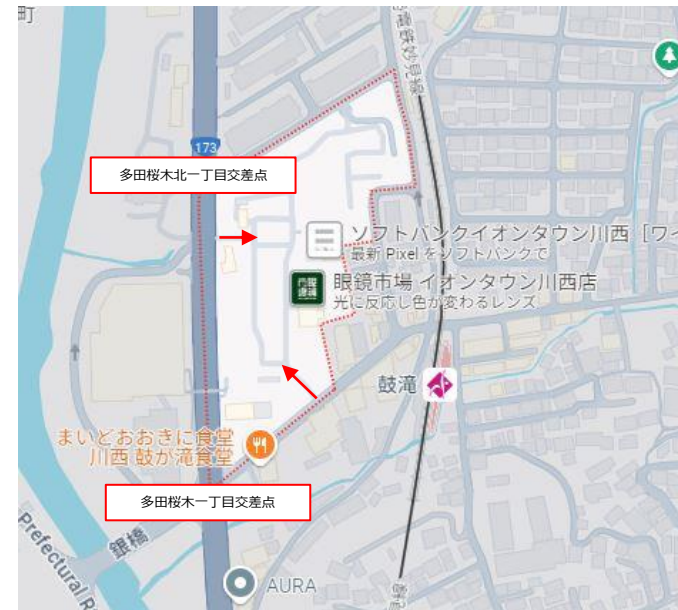 町
173
多田桜木北一丁目交差点
ソフトバンクイオンタウン川西［ワイ
最新 Pixel をソフトバンクで
眼鏡市場 イオンタウン川西店
光に反応し色が変わるレンズ
鼓滝
まいどおおきに食堂
川西 鼓が滝食堂
多田桜木一丁目交差点
銀橋
Prefectural R
AURA